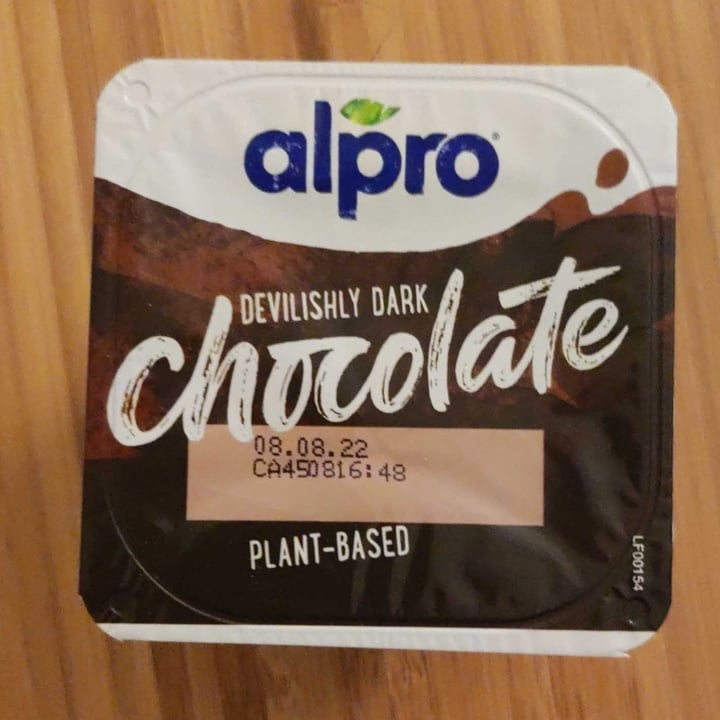 alpro
DEVILISHLY DARK
chocolate
08.08.22
CA450816:48
PLANT-BASED
LF00154